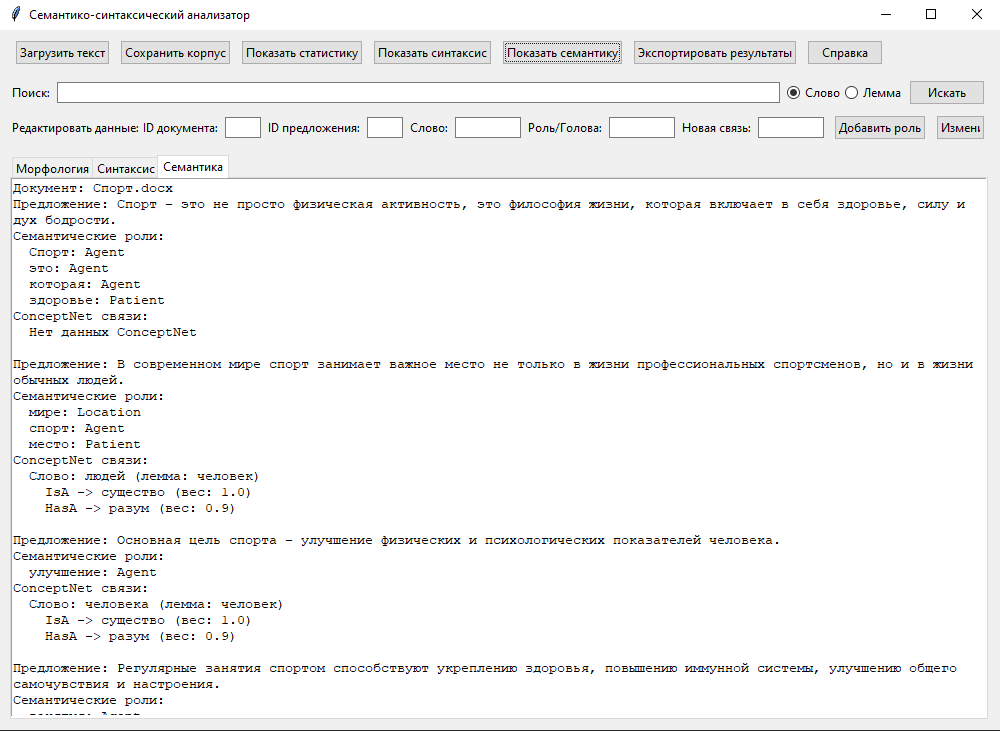 Семантико-синтаксический анализатор
Загрузить текст Сохранить корпус Показать статистику Показать синтаксис Показать семантику Экспортировать результаты Справка
Поиск: Слово Лемма Искать
Редактировать данные: ID документа: ID предложения: Слово: Роль/Голова: Новая связь: Добавить роль Измени
Морфология Синтаксис Семантика
Документ: Спорт.docx
Предложение: Спорт – это не просто физическая активность, это философия жизни, которая включает в себя здоровье, силу и
дух бодрости.
Семантические роли:
Спорт: Agent
это: Agent
которая: Agent
здоровье: Patient
ConceptNet связи:
Нет данных ConceptNet
Предложение: В современном мире спорт занимает важное место не только в жизни профессиональных спортсменов, но и в жизни
обычных людей.
Семантические роли:
мире: Location
спорт: Agent
место: Patient
ConceptNet связи:
Слово: людей (лемма: человек)
IsA -> существо (вес: 1.0)
HasA -> разум (вес: 0.9)
Предложение: Основная цель спорта – улучшение физических и психологических показателей человека.
Семантические роли:
улучшение: Agent
ConceptNet связи:
Слово: человека (лемма: человек)
IsA -> существо (вес: 1.0)
HasA -> разум (вес: 0.9)
Предложение: Регулярные занятия спортом способствуют укреплению здоровья, повышению иммунной системы, улучшению общего
самочувствия и настроения.
Семантические роли: